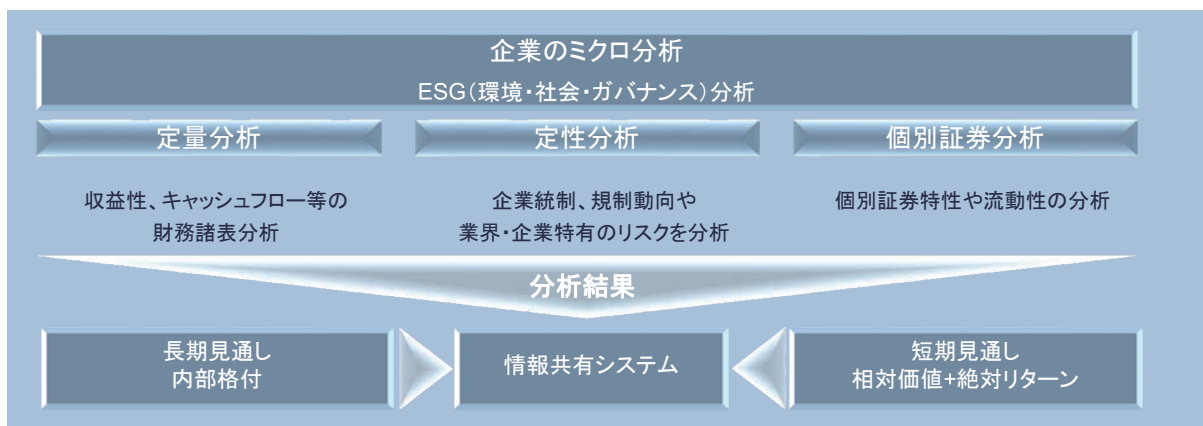 企業のミクロ分析
ESG(環境・社会・ガバナンス)分析
定量分析
定性分析
個別証券分析
収益性、キャッシュフロー等の
財務諸表分析
企業統制、規制動向や
業界・企業特有のリスクを分析
個別証券特性や流動性の分析
分析結果
長期見通し
内部格付
情報共有システム
短期見通し
相対価値+絶対リターン